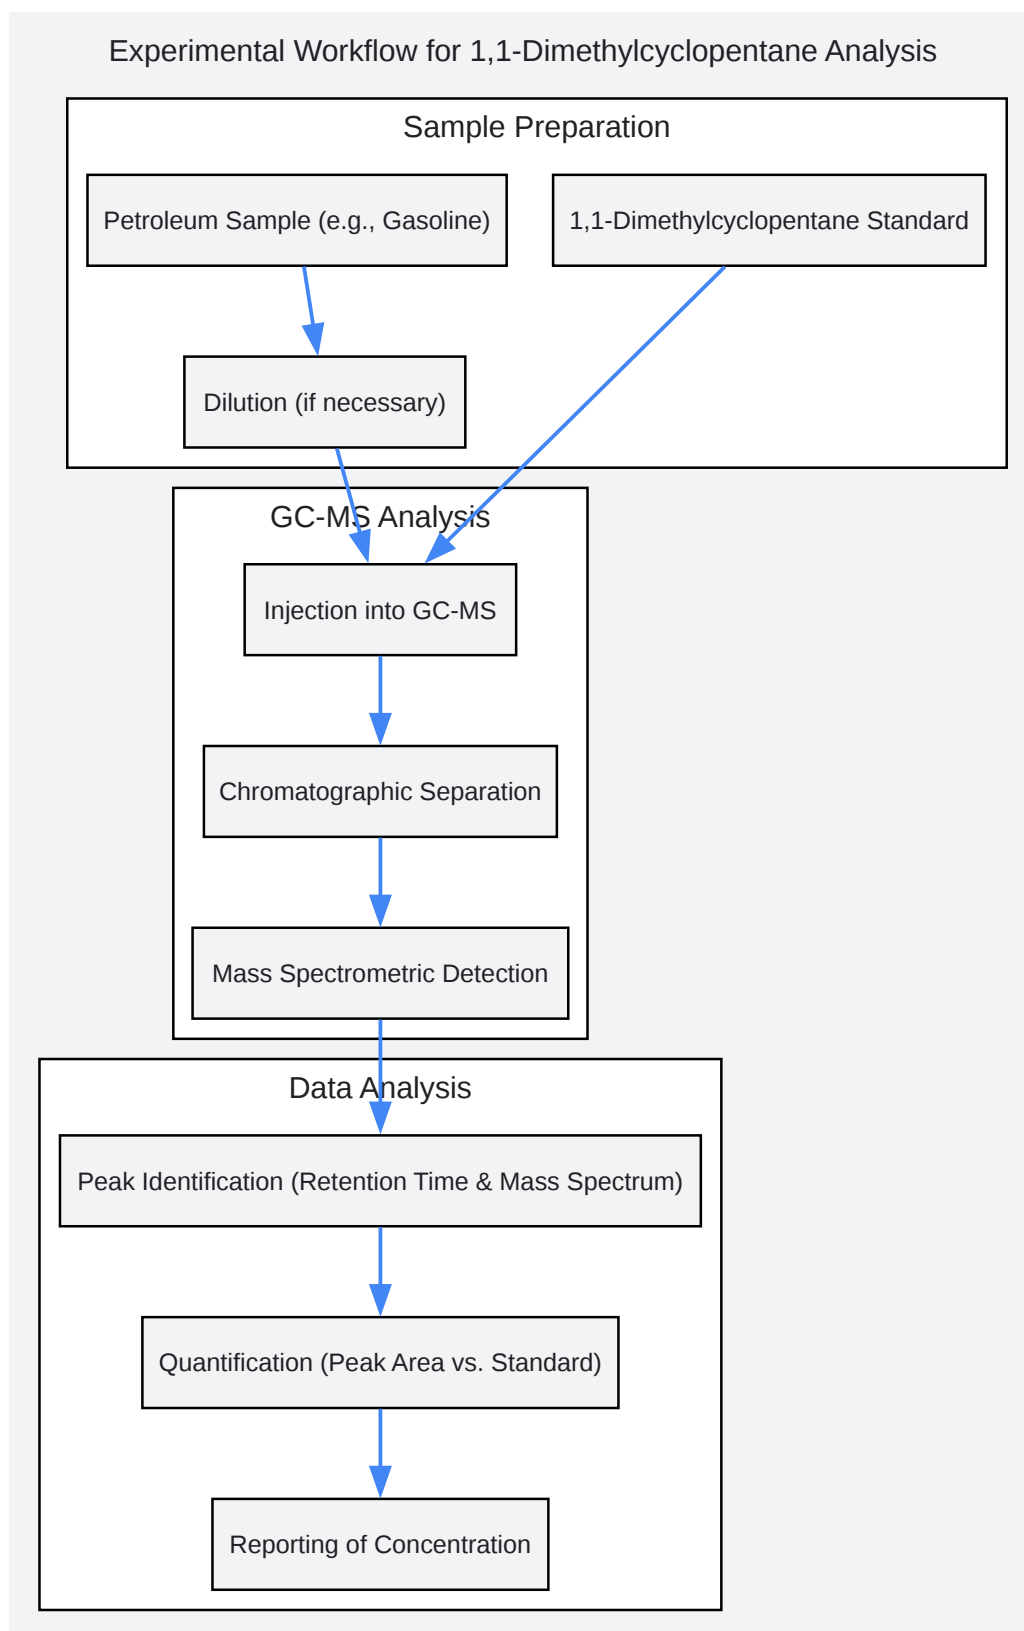 Experimental Workflow for 1,1-Dimethylcyclopentane Analysis
Sample Preparation
Petroleum Sample (e.g., Gasoline)
1,1-Dimethylcyclopentane Standard
Dilution (if necessary)
GC-MS Analysis
Injection into GC-MS
Chromatographic Separation
Mass Spectrometric Detection
Data Analysis
Peak Identification (Retention Time & Mass Spectrum)
Quantification (Peak Area vs. Standard)
Reporting of Concentration